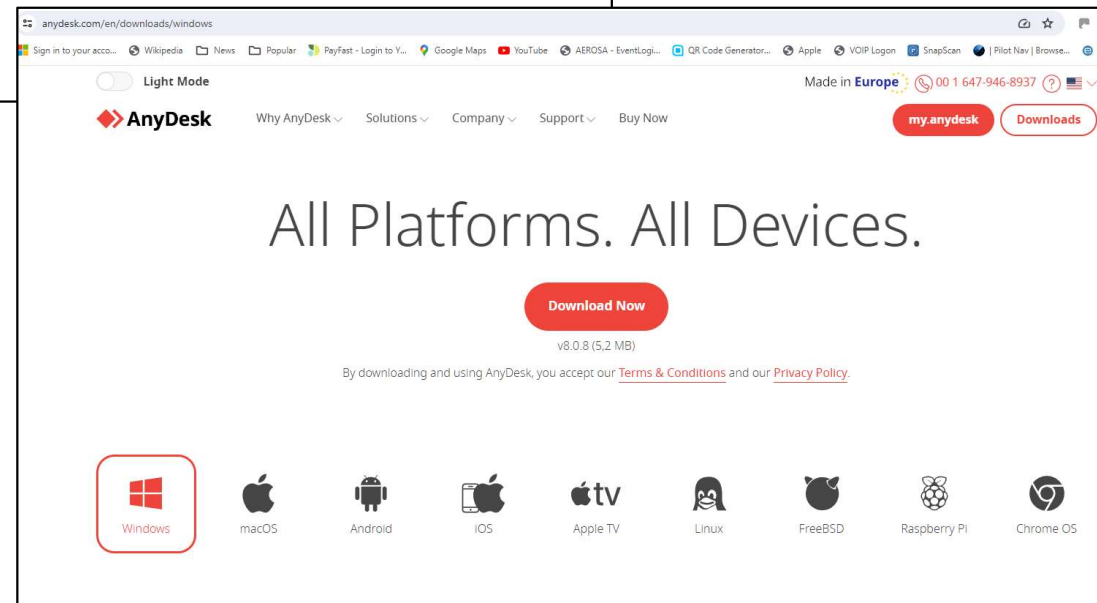 anydesk.com/en/downloads/windows
Sign in to your acco... Wikipedia News Popular PayFast - Login to Y... Google Maps YouTube AEROSA - EventLogi... QR Code Generator... Apple VOIP Logon SnapScan | Pilot Nav | Browse...
Light Mode Made in Europe 00 1 647-946-8937 ?
AnyDesk Why AnyDesk Solutions Company Support Buy Now my.anydesk Downloads
All Platforms. All Devices.
Download Now
v8.0.8 (5,2 MB)
By downloading and using AnyDesk, you accept our Terms & Conditions and our Privacy Policy.
tv
Windows macOS Android iOS Apple TV Linux FreeBSD Raspberry Pi Chrome OS